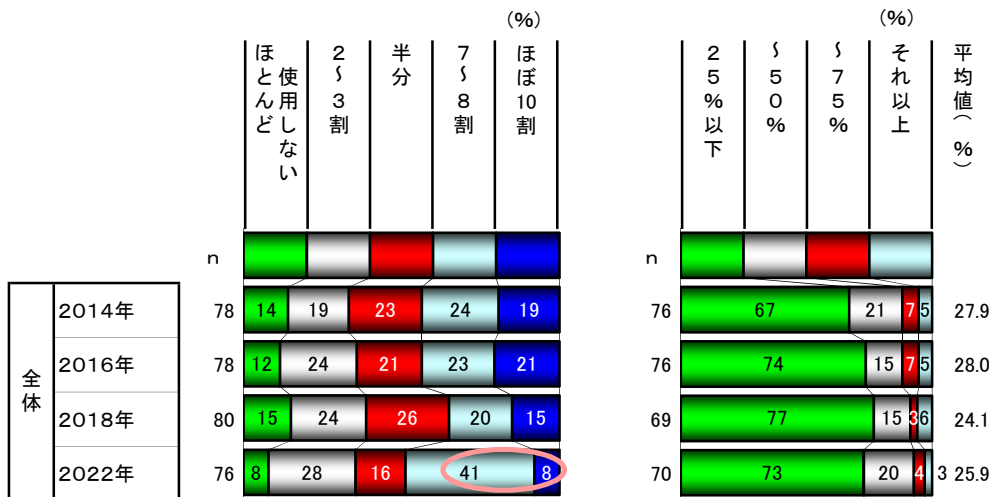 (%)
(%)
ほとんど
使用しない
2～3割
半分
7～8割
ほぼ10割
25%以下
～50%
～75%
それ以上
平均値(%)
n
n
全体
2014年 78 14 19 23 24 19 76 67 21 7 5 27.9
2016年 78 12 24 21 23 21 76 74 15 7 5 28.0
2018年 80 15 24 26 20 15 69 77 15 3 6 24.1
2022年 76 8 28 16 41 8 70 73 20 4 3 25.9